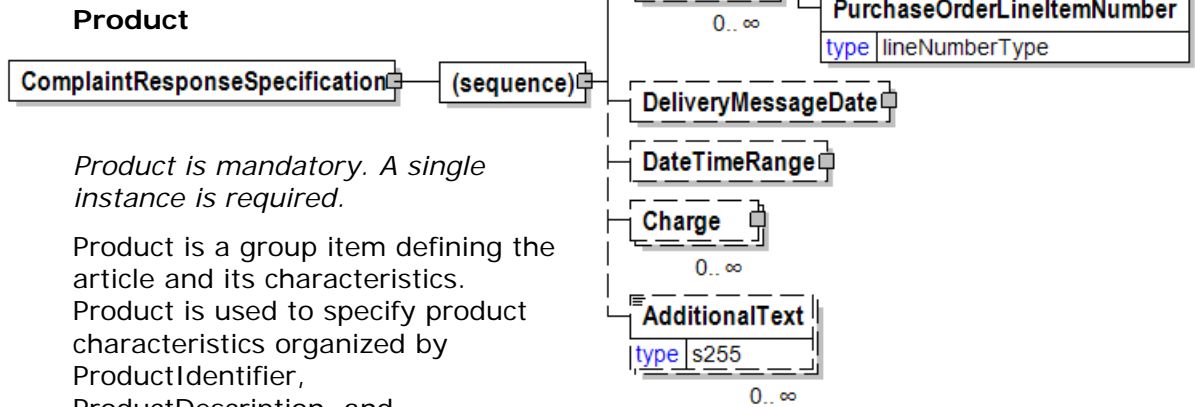 Product
ComplaintResponseSpecification
(sequence)
Product is mandatory. A single
instance is required.
Product is a group item defining the
article and its characteristics.
Product is used to specify product
characteristics organized by
ProductIdentifier,
ProductDescription, and
0.. ∞
PurchaseOrderLineItemNumber
type lineNumberType
DeliveryMessageDate
DateTimeRange
Charge
0.. ∞
AdditionalText
type s255
0.. ∞